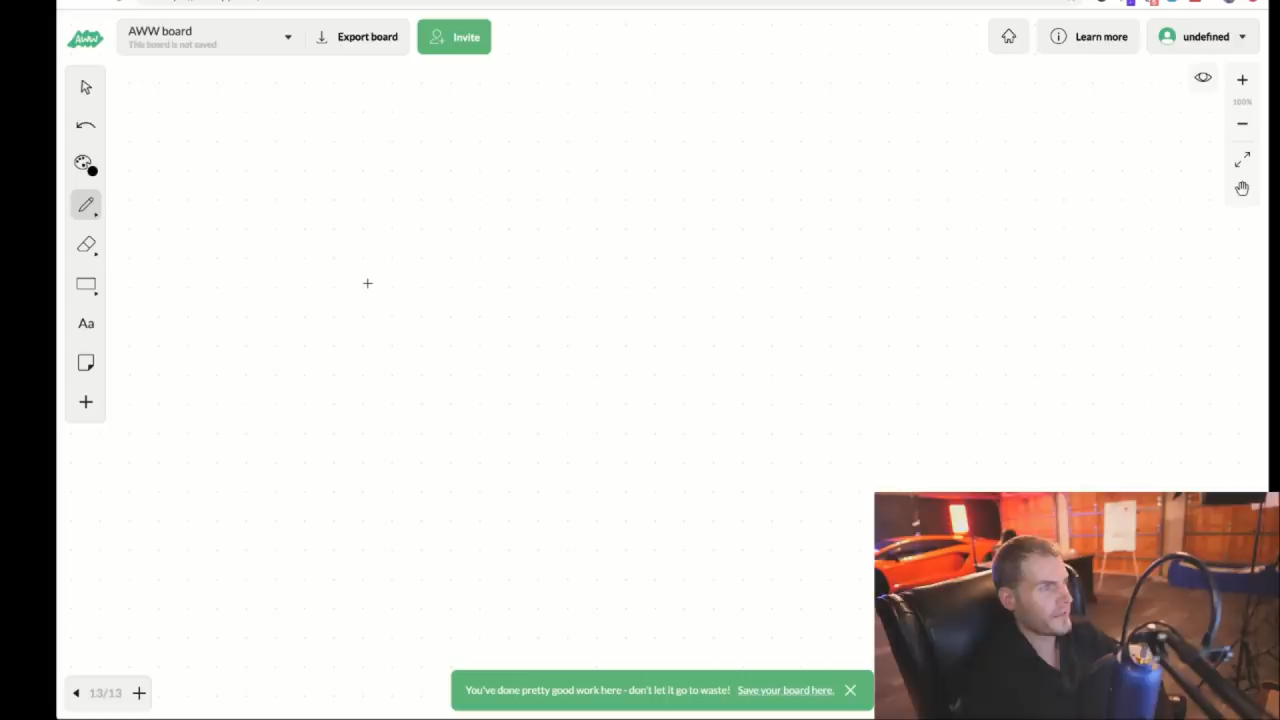 AWW board
This board is not saved
Export board
Invite
Learn more
undefined
100%
Aa
13/13
You've done pretty good work here - don't let it go to waste! Save your board here.
AWW